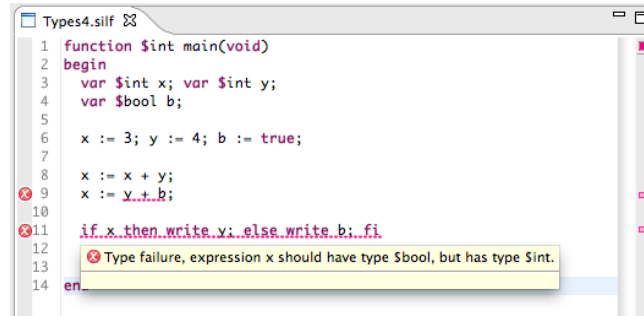 Types4.silf
1 function $int main(void)
2 begin
3 var $int x; var $int y;
4 var $bool b;
5
6 x := 3; y := 4; b := true;
7
8 x := x + y;
9 x := y + b;
10
11 if x then write y; else write b; fi
12
Type failure, expression x should have type $bool, but has type $int.
13
14